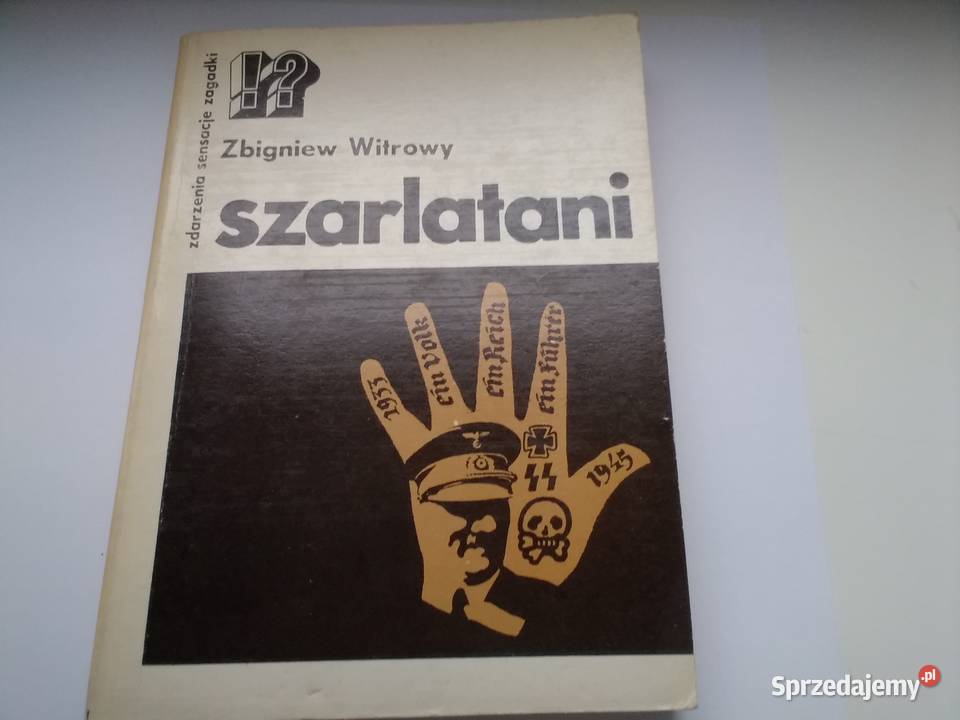 zdarzenia sensacje zagadki
!?
Zbigniew Witrowy
szarlatani
1933
ein Volk
ein Reich
ein Führer
SS
1945
Sprzedajemy.pl